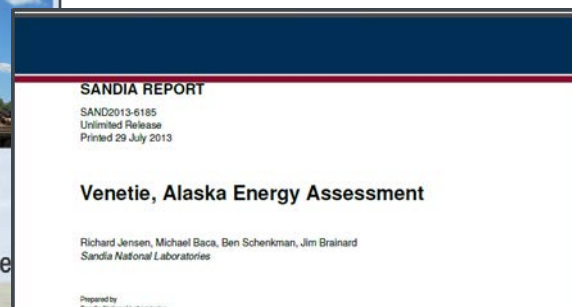 SANDIA REPORT
SAND2013-6185
Unlimited Release
Printed 29 July 2013
Venetie, Alaska Energy Assessment
Richard Jensen, Michael Baca, Ben Schenkman, Jim Brainard
Sandia National Laboratories
Prepared by